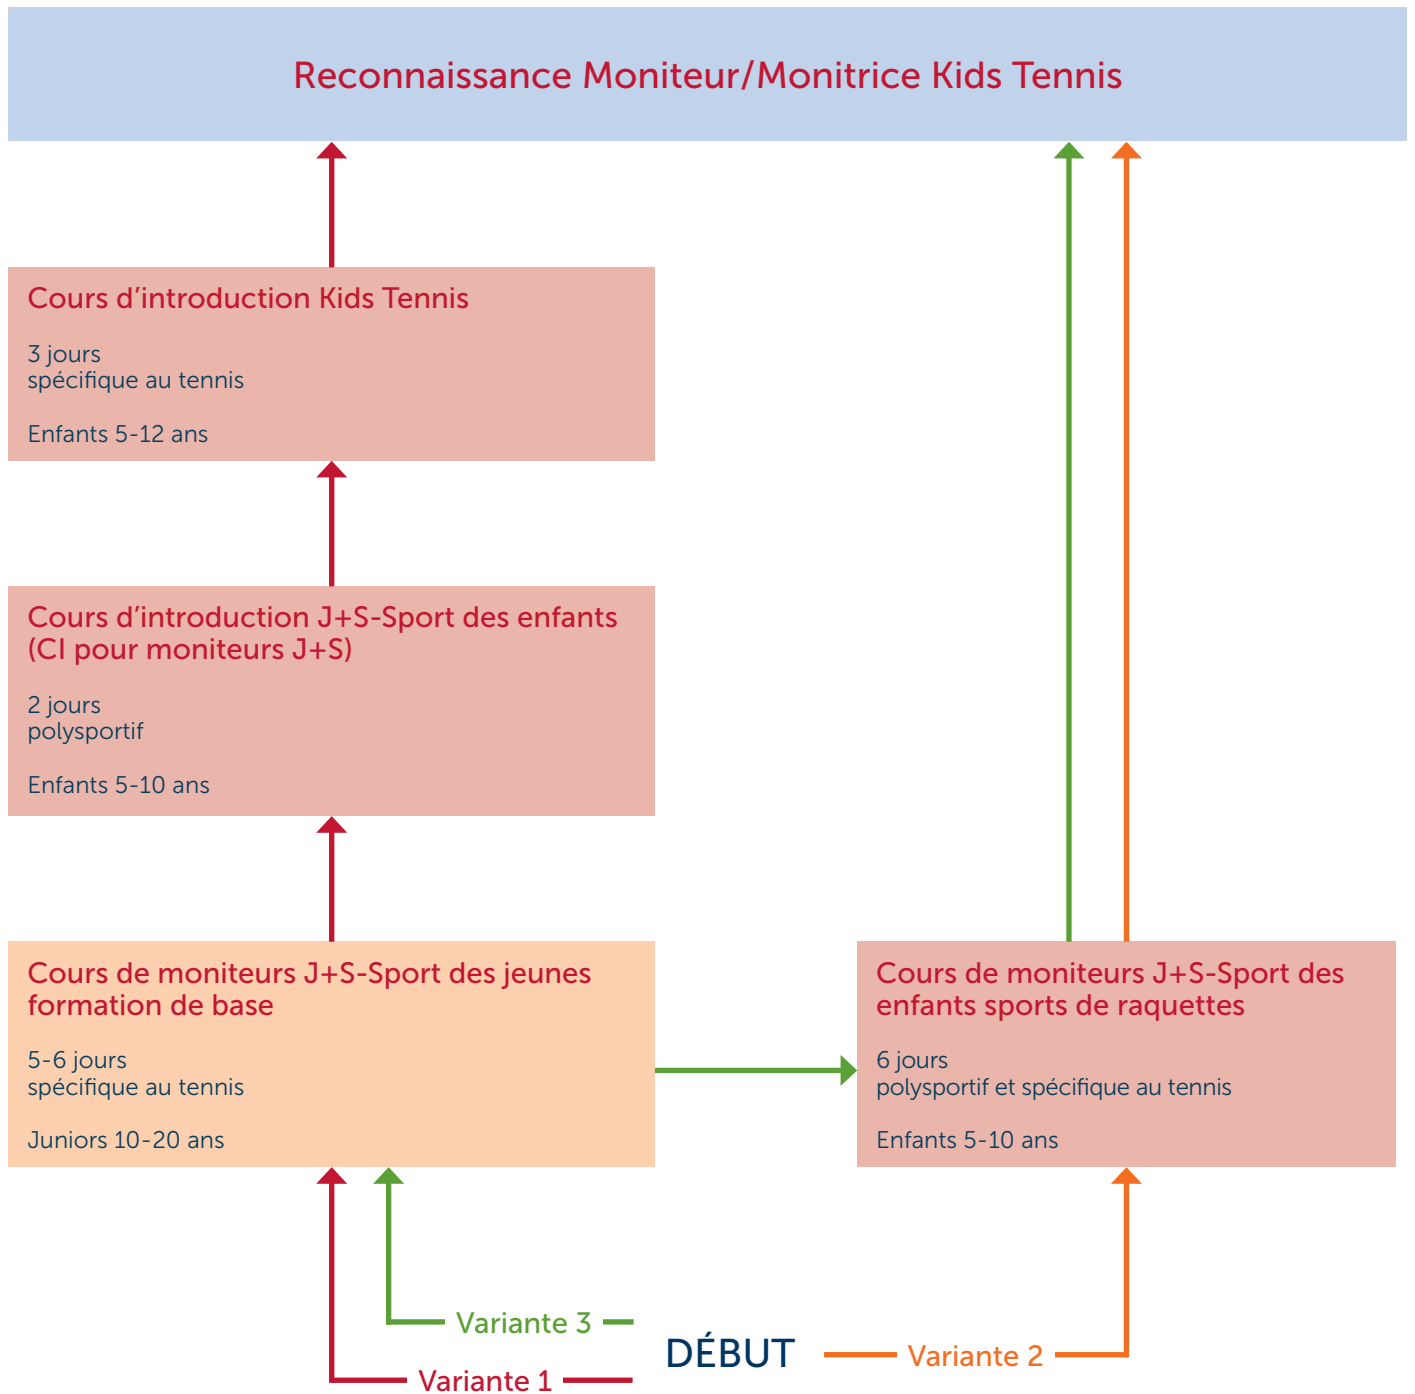 Reconnaissance Moniteur/Monitrice Kids Tennis
Cours d’introduction Kids Tennis
3 jours
spécifique au tennis
Enfants 5-12 ans
Cours d’introduction J+S-Sport des enfants
(CI pour moniteurs J+S)
2 jours
polysportif
Enfants 5-10 ans
Cours de moniteurs J+S-Sport des jeunes
formation de base
5-6 jours
spécifique au tennis
Juniors 10-20 ans
Cours de moniteurs J+S-Sport des
enfants sports de raquettes
6 jours
polysportif et spécifique au tennis
Enfants 5-10 ans
Variante 3
DÉBUT
Variante 2
Variante 1